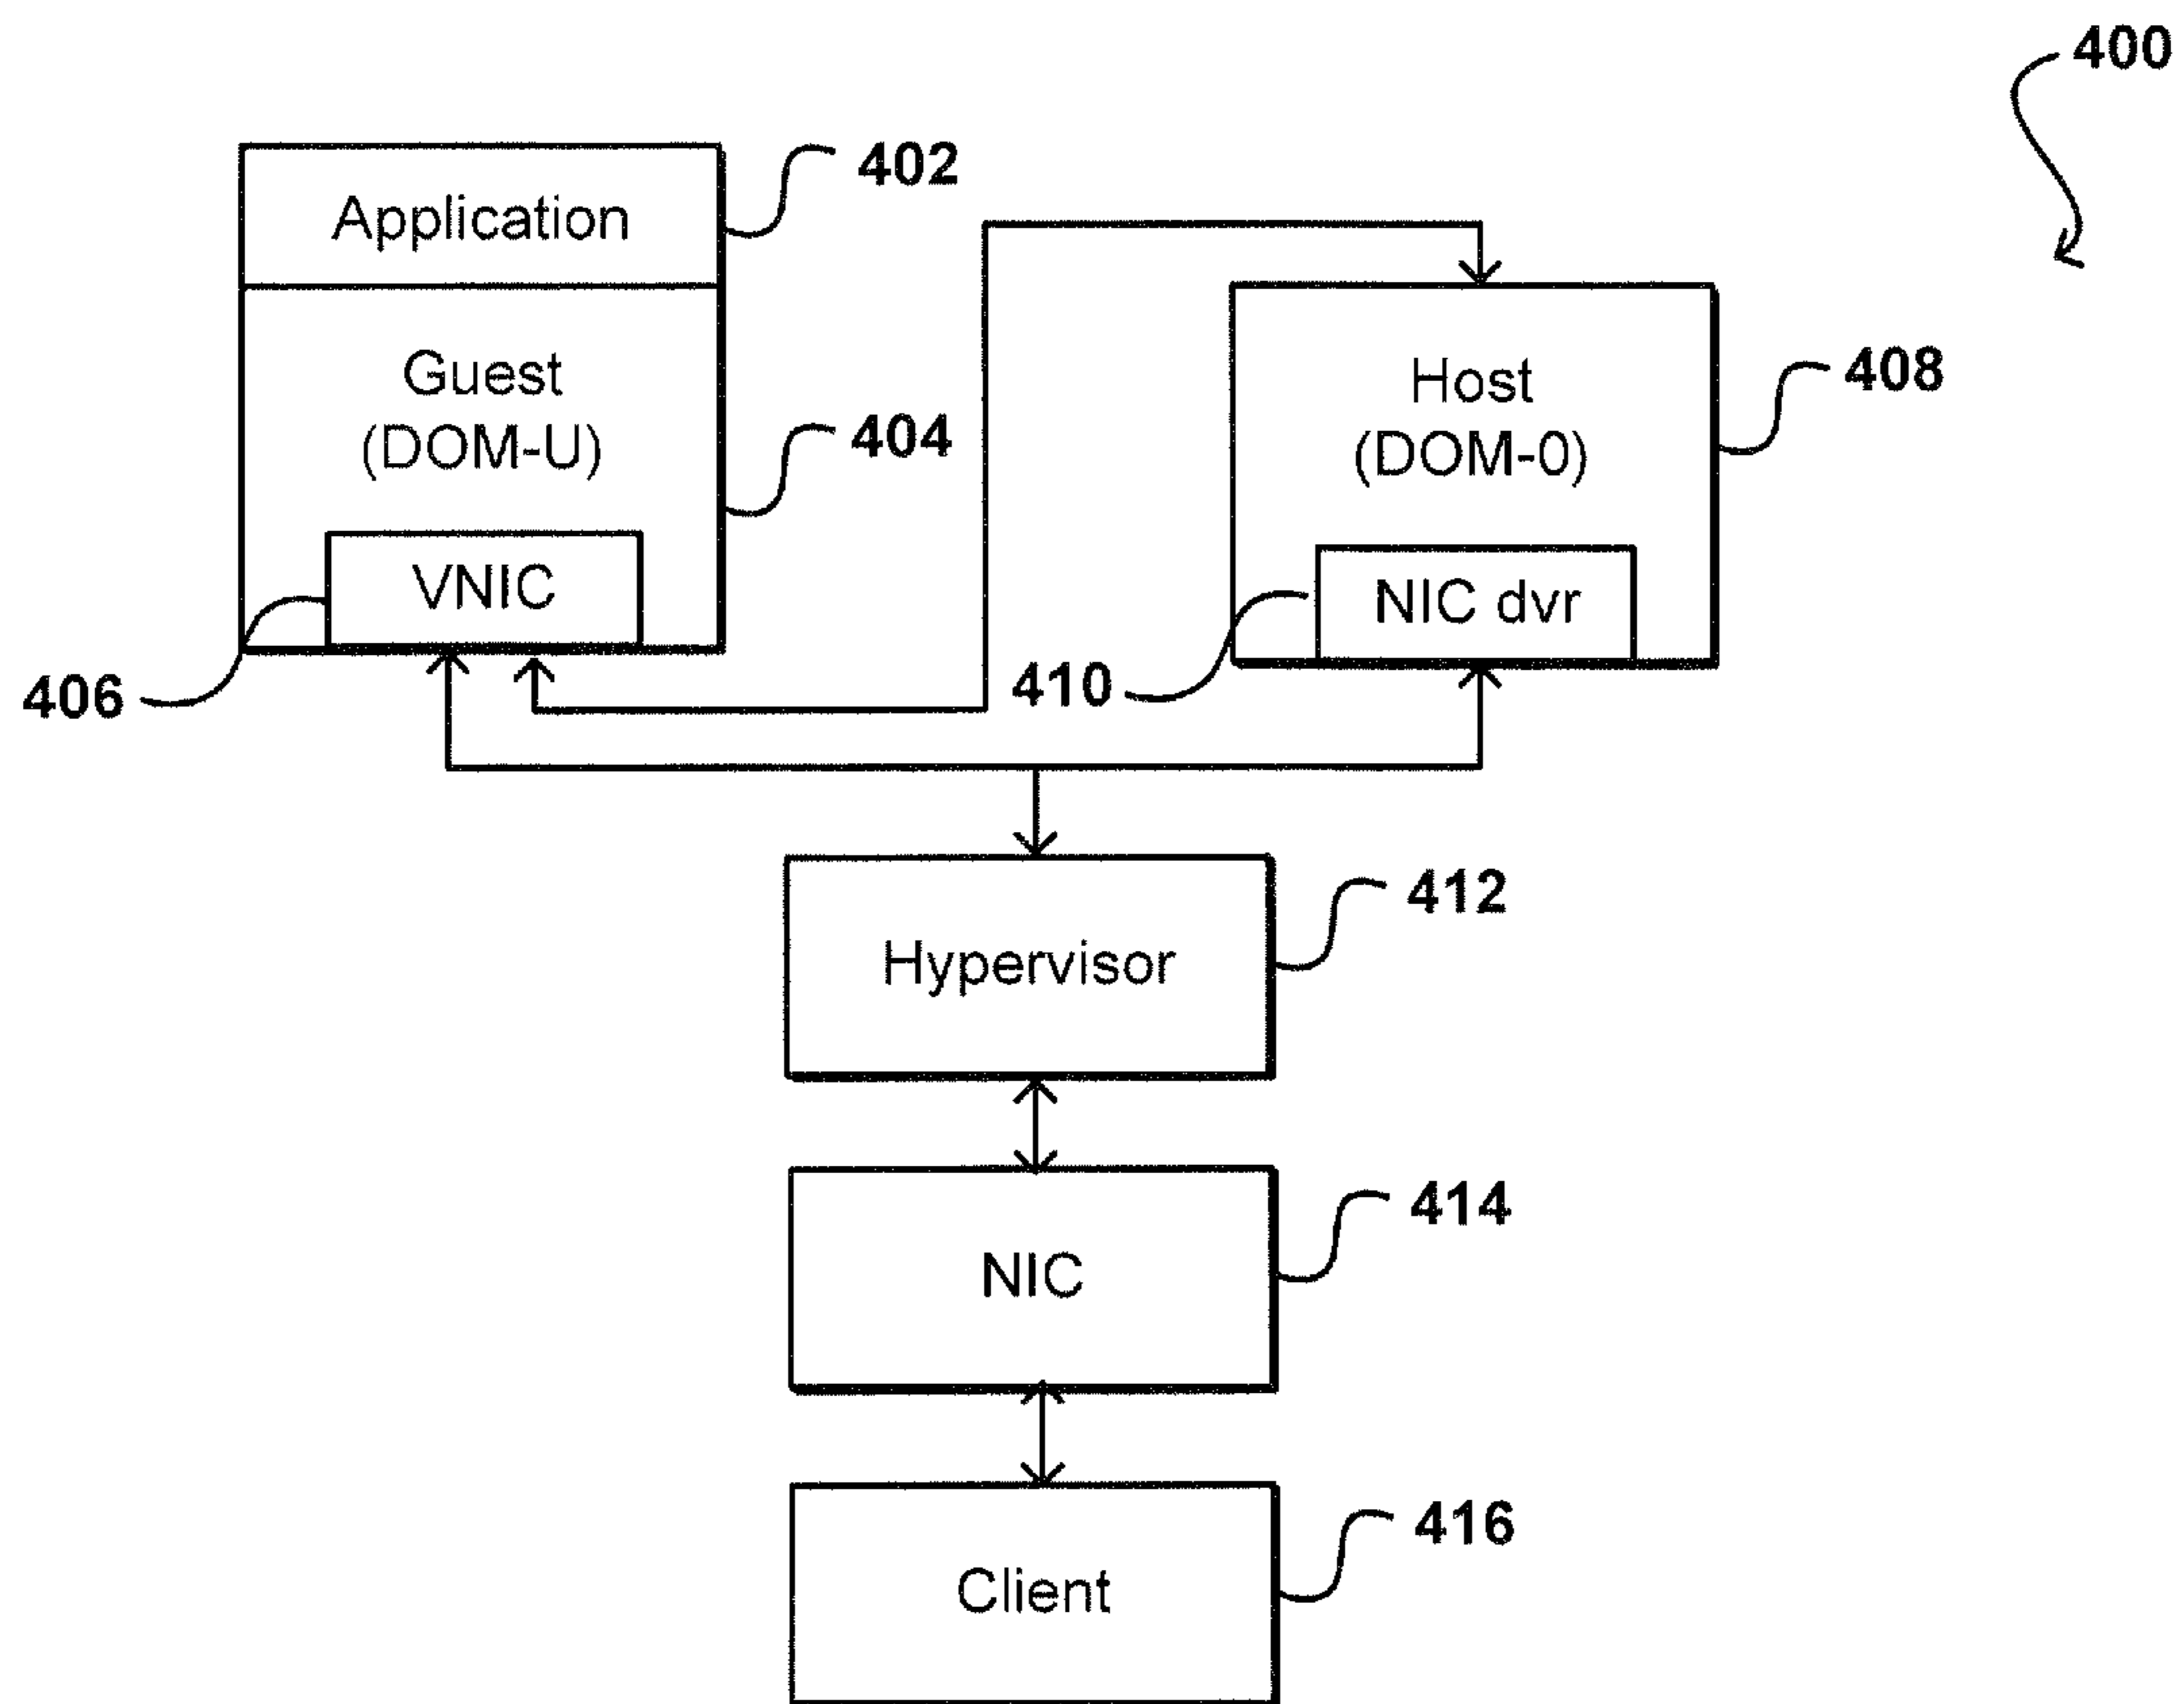 400
402
Application
Guest
(DOM-U)
404
VNIC
406
Host
(DOM-0)
408
NIC dvr
410
Hypervisor
412
NIC
414
Client
416